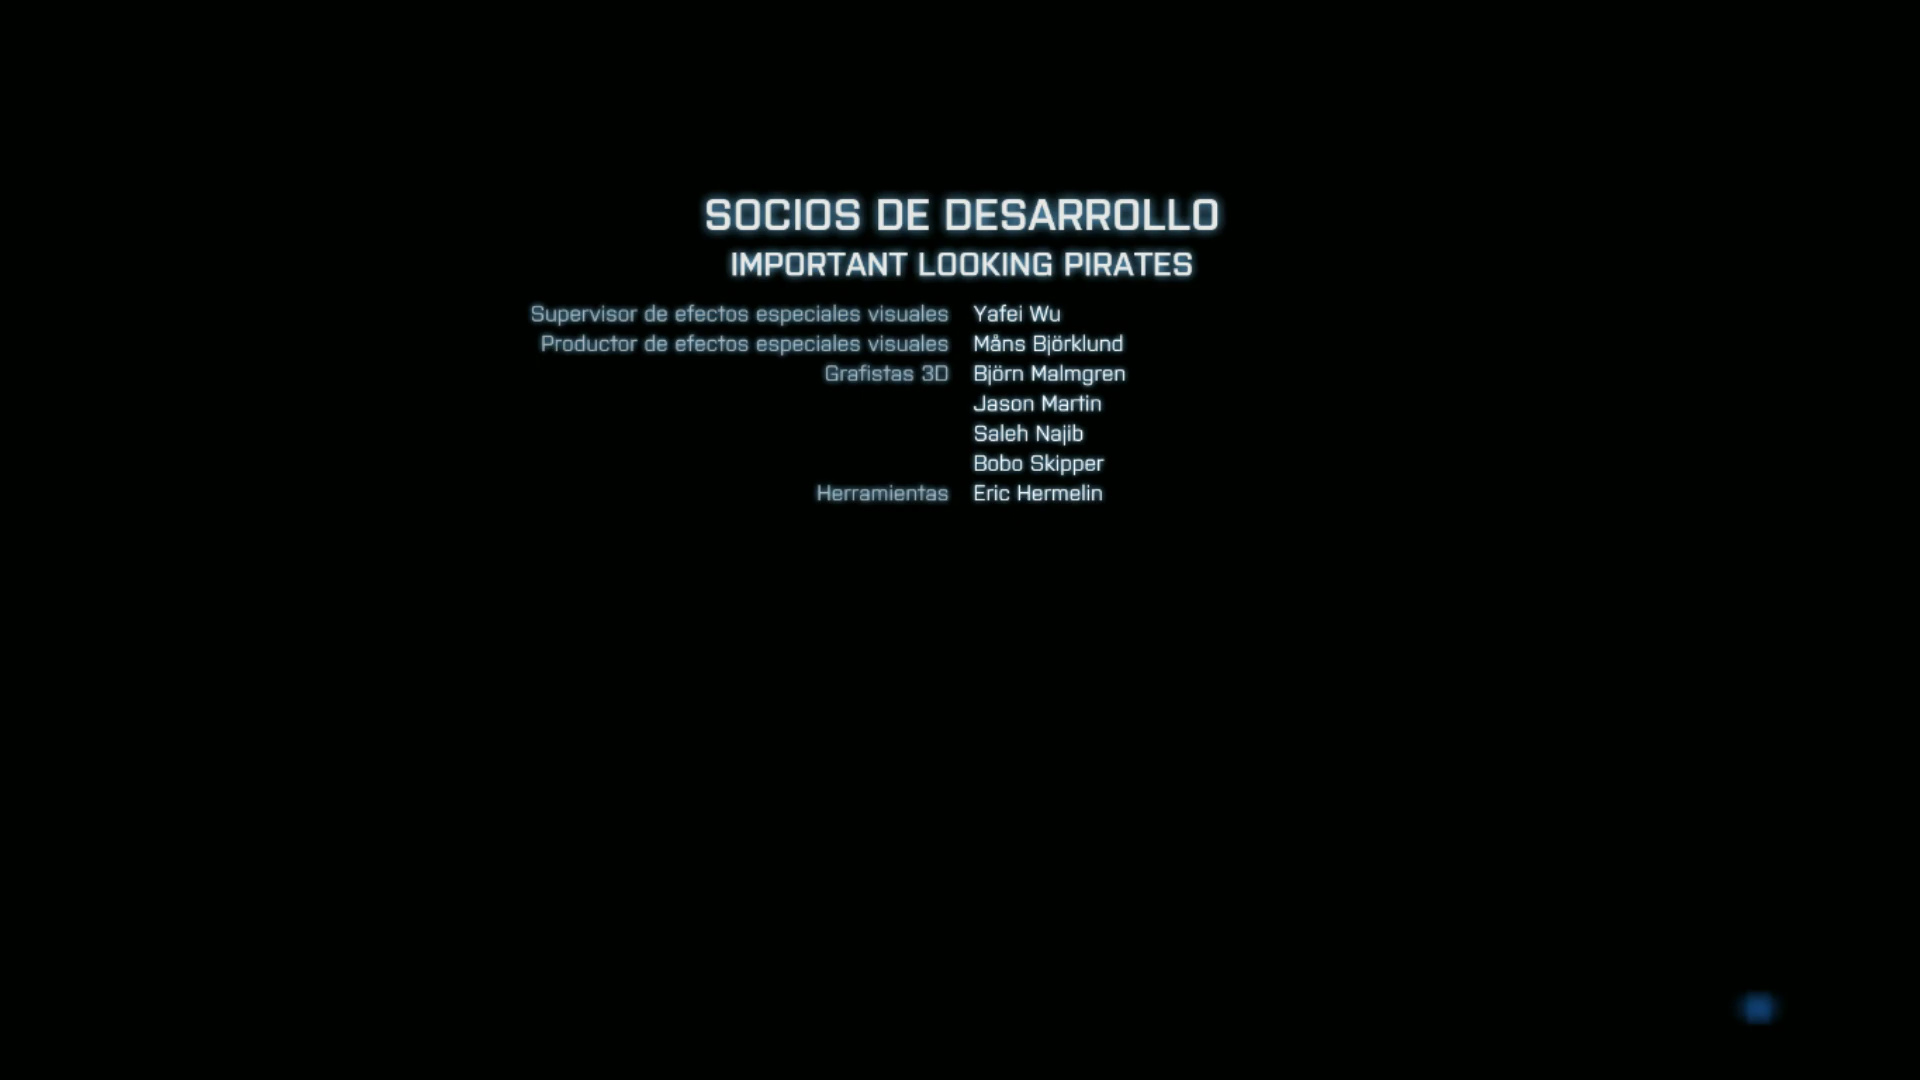 SOCIOS DE DESARROLLO
IMPORTANT LOOKING PIRATES
Supervisor de efectos especiales visuales Yafei Wu
Productor de efectos especiales visuales Måns Björklund
Grafistas 3D Björn Malmgren
Jason Martin
Saleh Najib
Bobo Skipper
Herramientas Eric Hermelin